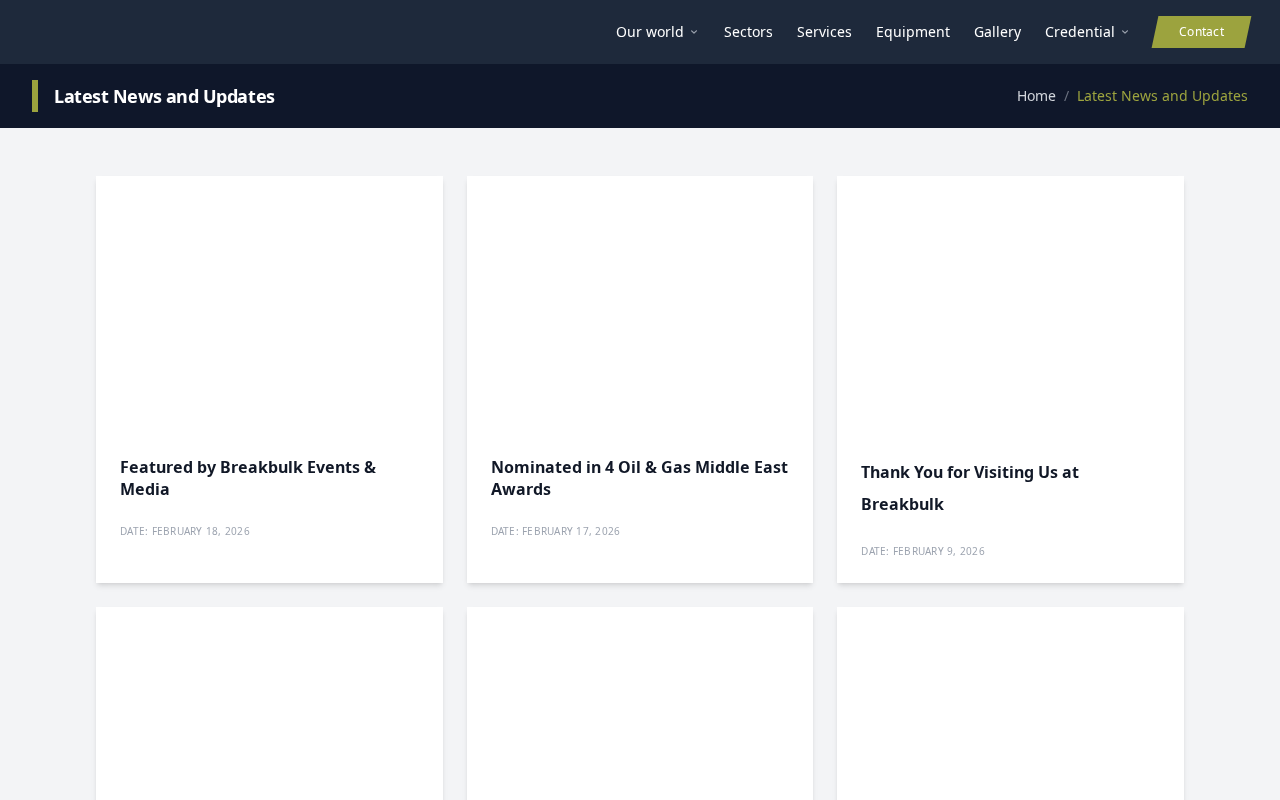 Our world Sectors Services Equipment Gallery Credential Contact
Latest News and Updates
Home / Latest News and Updates
Featured by Breakbulk Events &
Media
DATE: FEBRUARY 18, 2026
Nominated in 4 Oil & Gas Middle East
Awards
DATE: FEBRUARY 17, 2026
Thank You for Visiting Us at
Breakbulk
DATE: FEBRUARY 9, 2026